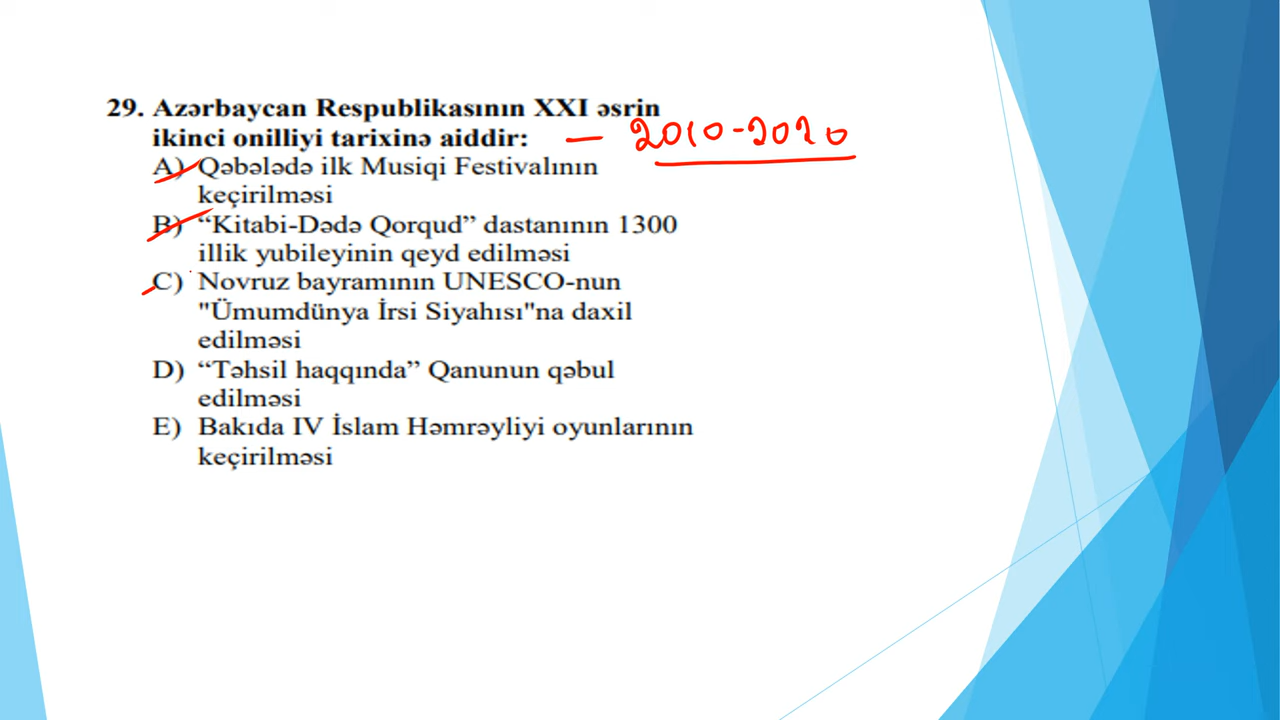 29. Azərbaycan Respublikasının XXI əsrin
ikinci onilliyi tarixinə aiddir: — 2010-2020
A) Qəbələdə ilk Musiqi Festivalının
keçirilməsi
B) “Kitabi-Dədə Qorqud” dastanının 1300
illik yubileyinin qeyd edilməsi
C) Novruz bayramının UNESCO-nun
"Ümumdünya İrsi Siyahısı"na daxil
edilməsi
D) “Təhsil haqqında” Qanunun qəbul
edilməsi
E) Bakıda IV İslam Həmrəyliyi oyunlarının
keçirilməsi